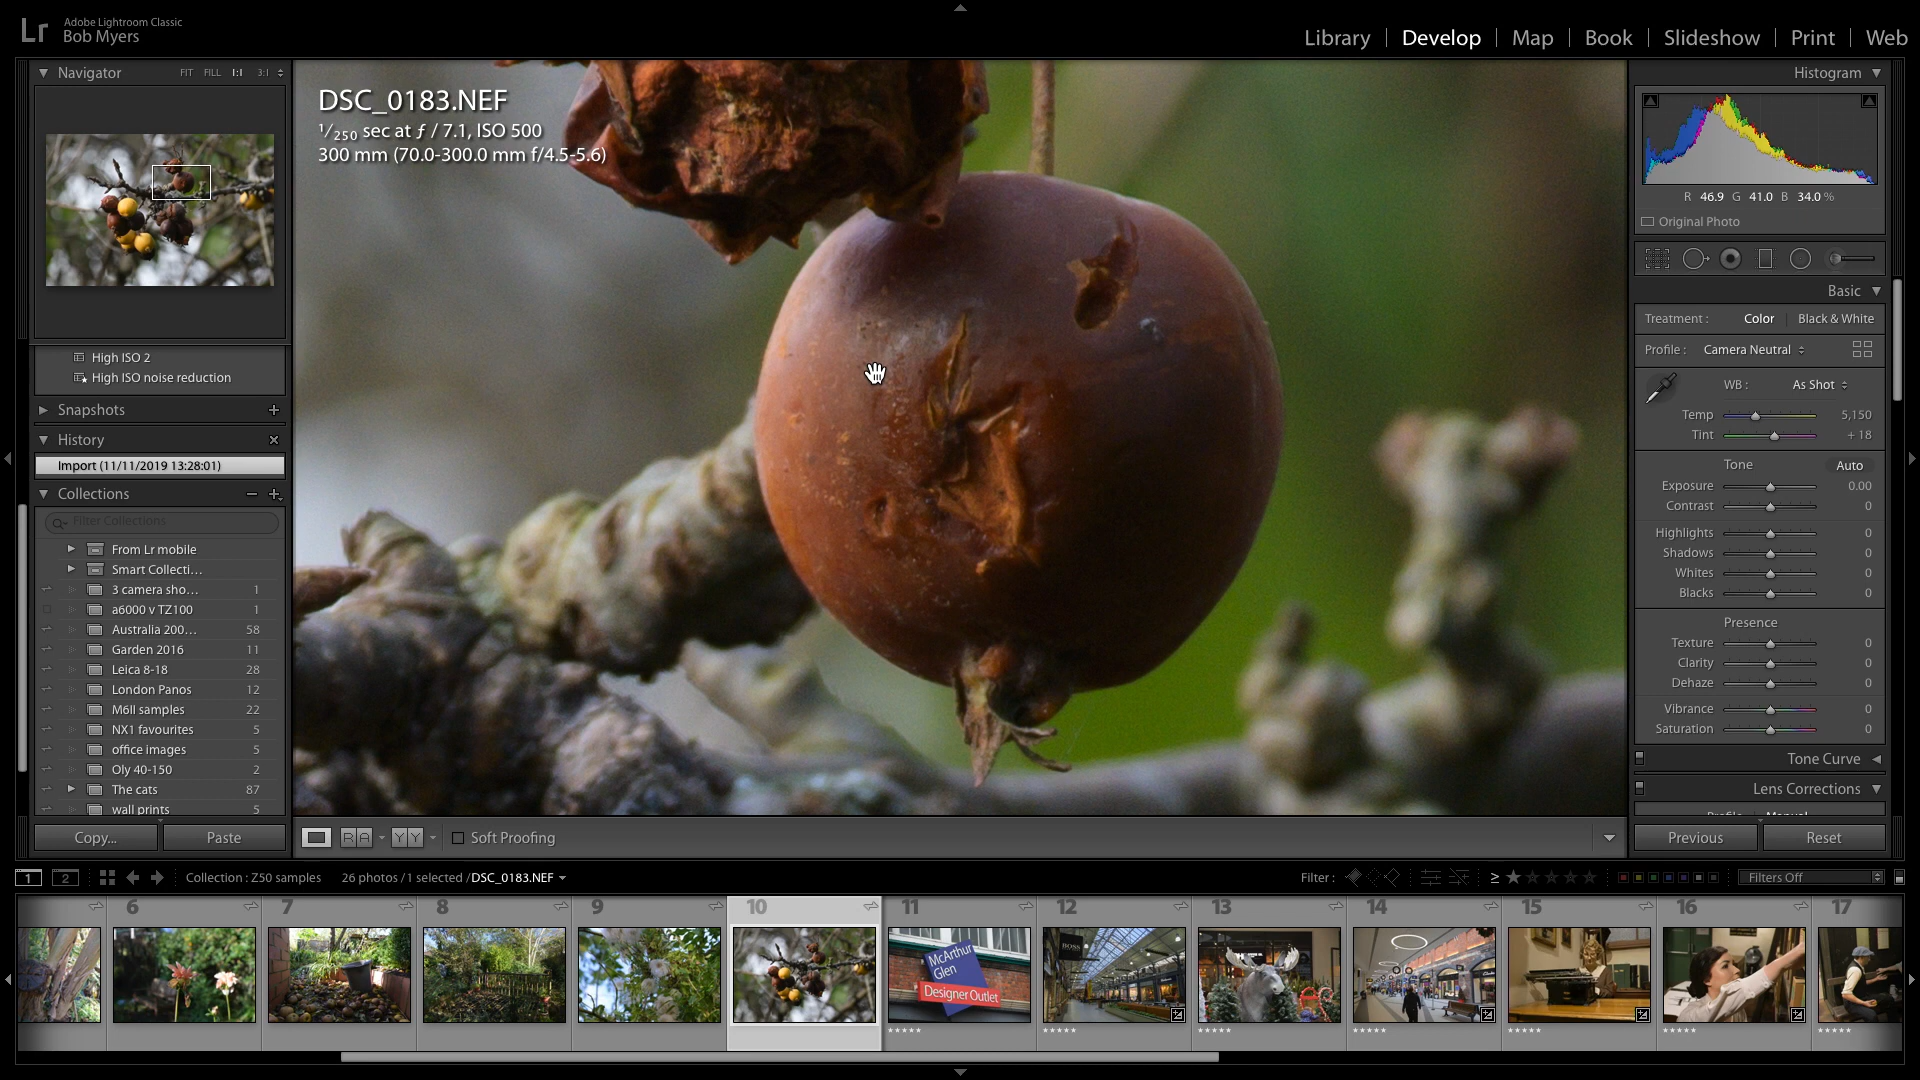 Lr
Adobe Lightroom Classic
Bob Myers
Library | Develop | Map | Book | Slideshow | Print | Web
Navigator FIT FILL 1:1 3:1
High ISO 2
High ISO noise reduction
Snapshots +
History ×
Import (11/11/2019 13:28:01)
Collections − +
Filter Collections
From Lr mobile
Smart Collecti...
3 camera sho... 1
a6000 v TZ100 1
Australia 200... 58
Garden 2016 11
Leica 8-18 28
London Panos 12
M6II samples 22
NX1 favourites 5
office images 5
Oly 40-150 2
The cats 87
wall prints 5
Copy... Paste
DSC_0183.NEF
1/250 sec at ƒ / 7.1, ISO 500
300 mm (70.0-300.0 mm f/4.5-5.6)
R A Y Y Soft Proofing
Histogram
R 46.9 G 41.0 B 34.0 %
Original Photo
Basic
Treatment : Color | Black & White
Profile : Camera Neutral
WB : As Shot
Temp 5,150
Tint + 18
Tone Auto
Exposure 0.00
Contrast 0
Highlights 0
Shadows 0
Whites 0
Blacks 0
Presence
Texture 0
Clarity 0
Dehaze 0
Vibrance 0
Saturation 0
Tone Curve
Lens Corrections
Previous Reset
1 2 Collection : Z50 samples 26 photos / 1 selected / DSC_0183.NEF Filter : ≥ Filters Off
6 7 8 9 10 11 12 13 14 15 16 17
McArthur
Glen
Designer Outlet
BOSS